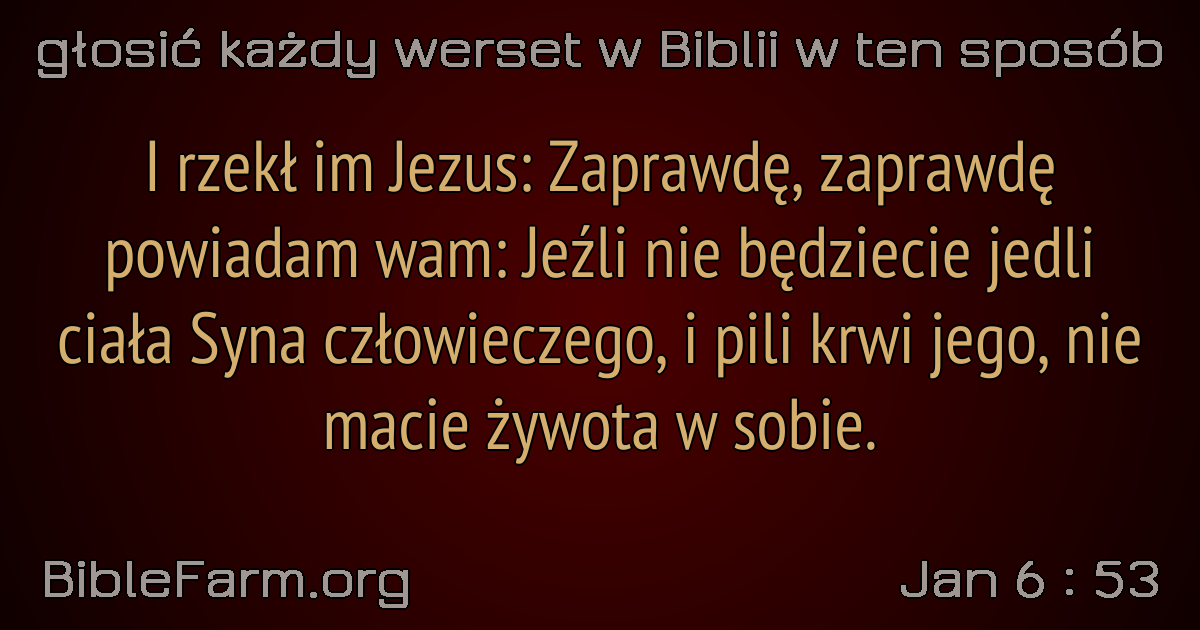 głosić każdy werset w Biblii w ten sposób
I rzekł im Jezus: Zaprawdę, zaprawdę
powiadam wam: Jeźli nie będziecie jedli
ciała Syna człowieczego, i pili krwi jego, nie
macie żywota w sobie.
BibleFarm.org
Jan 6 : 53